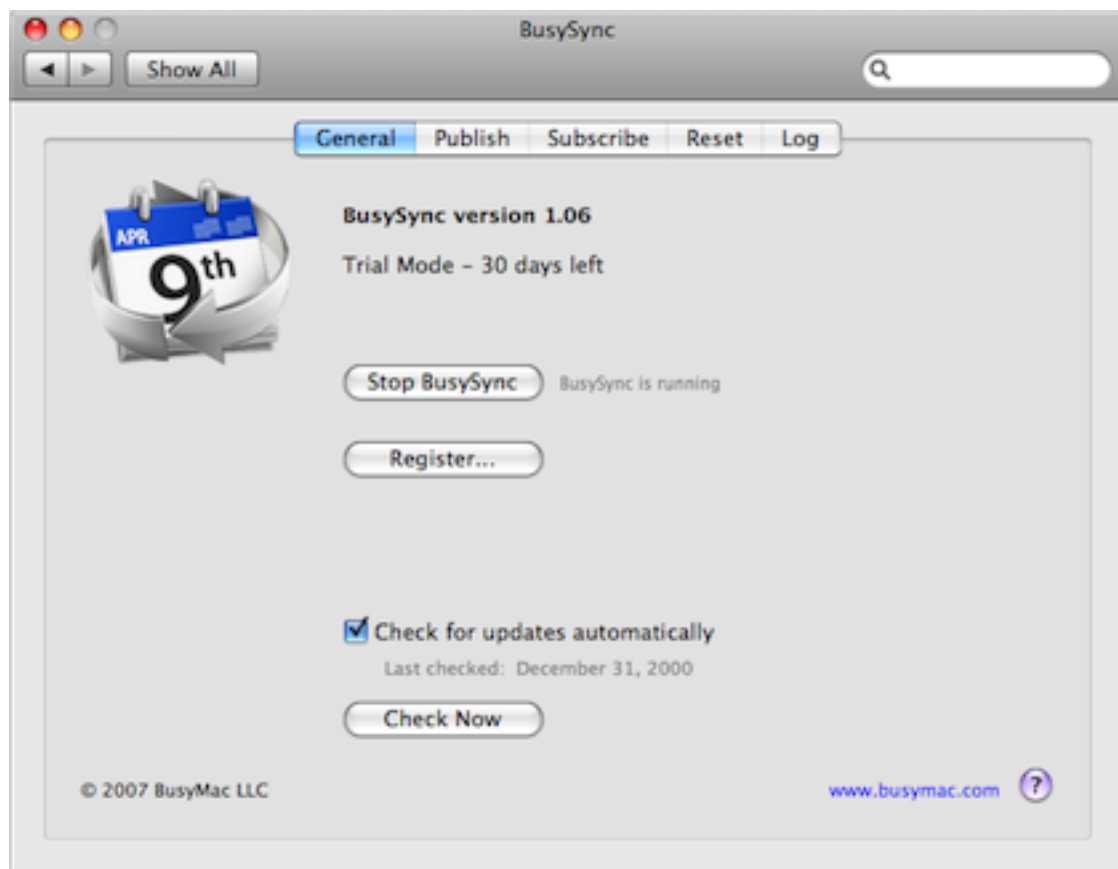 BusySync
Show All
General Publish Subscribe Reset Log
APR
9th
BusySync version 1.06
Trial Mode – 30 days left
Stop BusySync BusySync is running
Register...
Check for updates automatically
Last checked: December 31, 2000
Check Now
© 2007 BusyMac LLC www.busymac.com ?